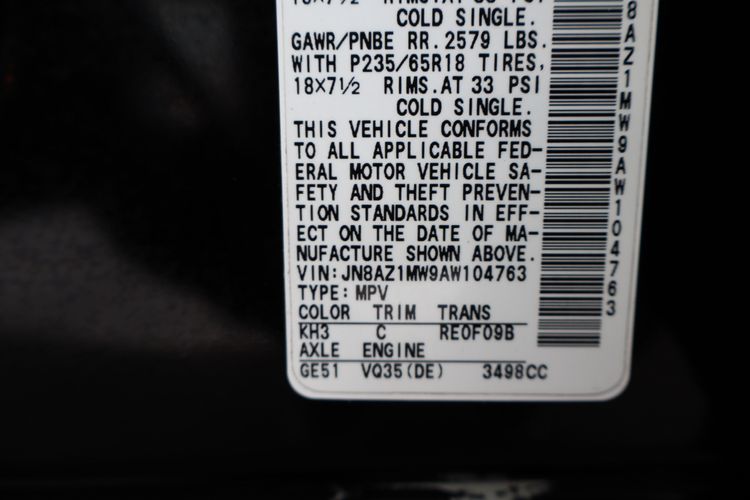 COLD SINGLE.
GAWR/PNBE RR. 2579 LBS.
WITH P235/65R18 TIRES,
18×7½ RIMS.AT 33 PSI
COLD SINGLE.
THIS VEHICLE CONFORMS
TO ALL APPLICABLE FED-
ERAL MOTOR VEHICLE SA-
FETY AND THEFT PREVEN-
TION STANDARDS IN EFF-
ECT ON THE DATE OF MA-
NUFACTURE SHOWN ABOVE.
VIN: JN8AZ1MW9AW104763
TYPE: MPV
COLOR TRIM TRANS
KH3 C RE0F09B
AXLE ENGINE
GE51 VQ35(DE) 3498CC
8AZ1MW9AW104763